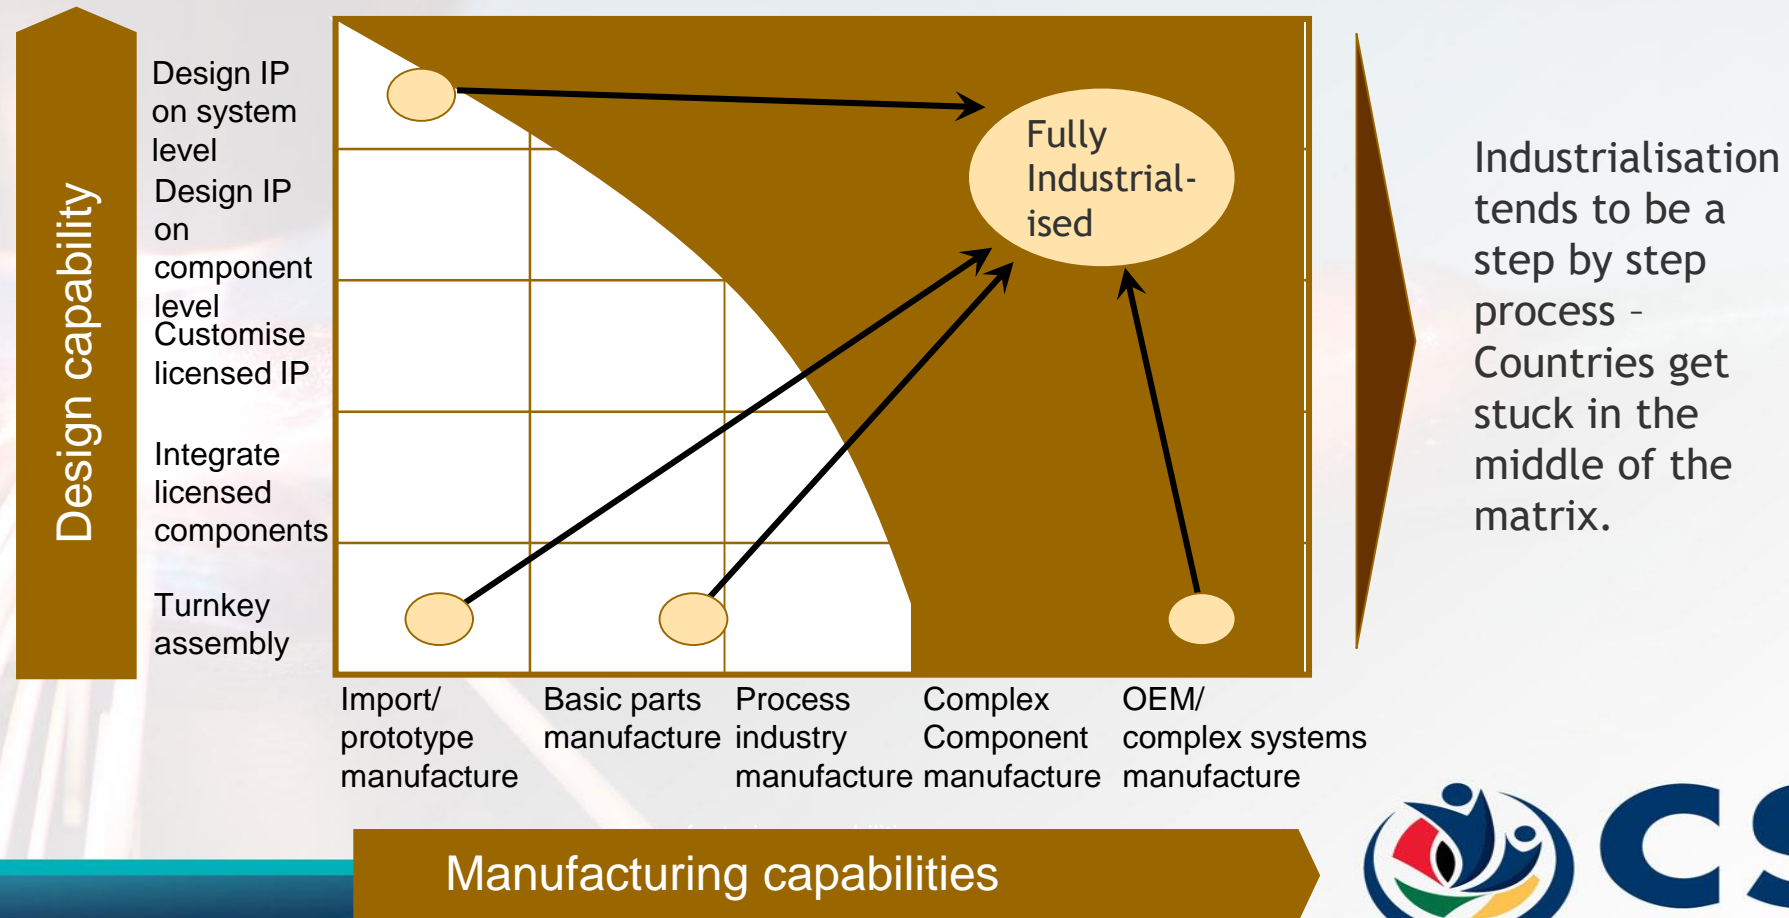 Design capability
Design IP
on system
level
Design IP
on
component
level
Customise
licensed IP
Integrate
licensed
components
Turnkey
assembly
Fully
Industrial-
ised
Industrialisation
tends to be a
step by step
process –
Countries get
stuck in the
middle of the
matrix.
Import/
prototype
manufacture
Basic parts
manufacture
Process
industry
manufacture
Complex
Component
manufacture
OEM/
complex systems
manufacture
Manufacturing capabilities
CS